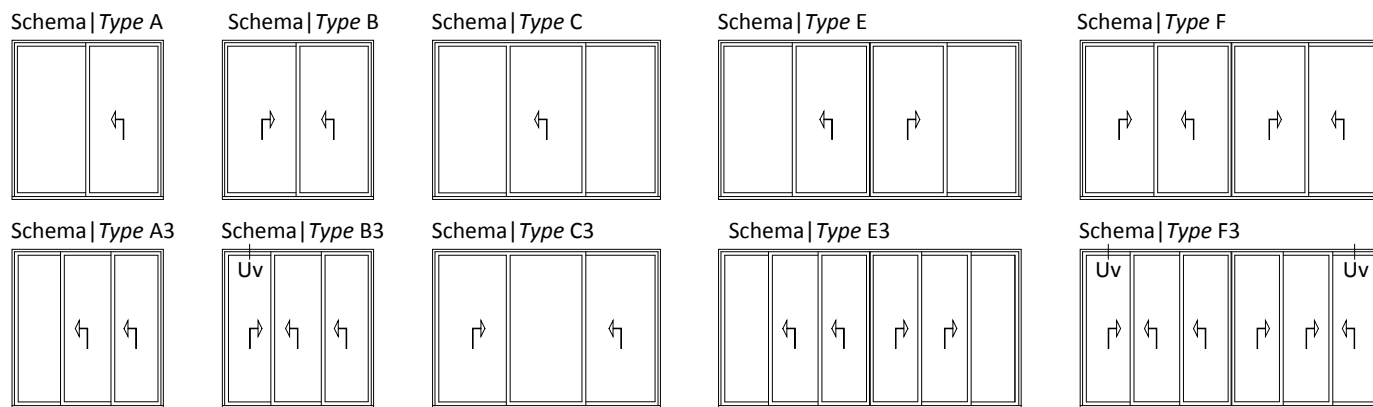 Schema|Type A
Schema|Type B
Schema|Type C
Schema|Type E
Schema|Type F
Schema|Type A3
Schema|Type B3
Schema|Type C3
Schema|Type E3
Schema|Type F3
Uv
Uv
Uv